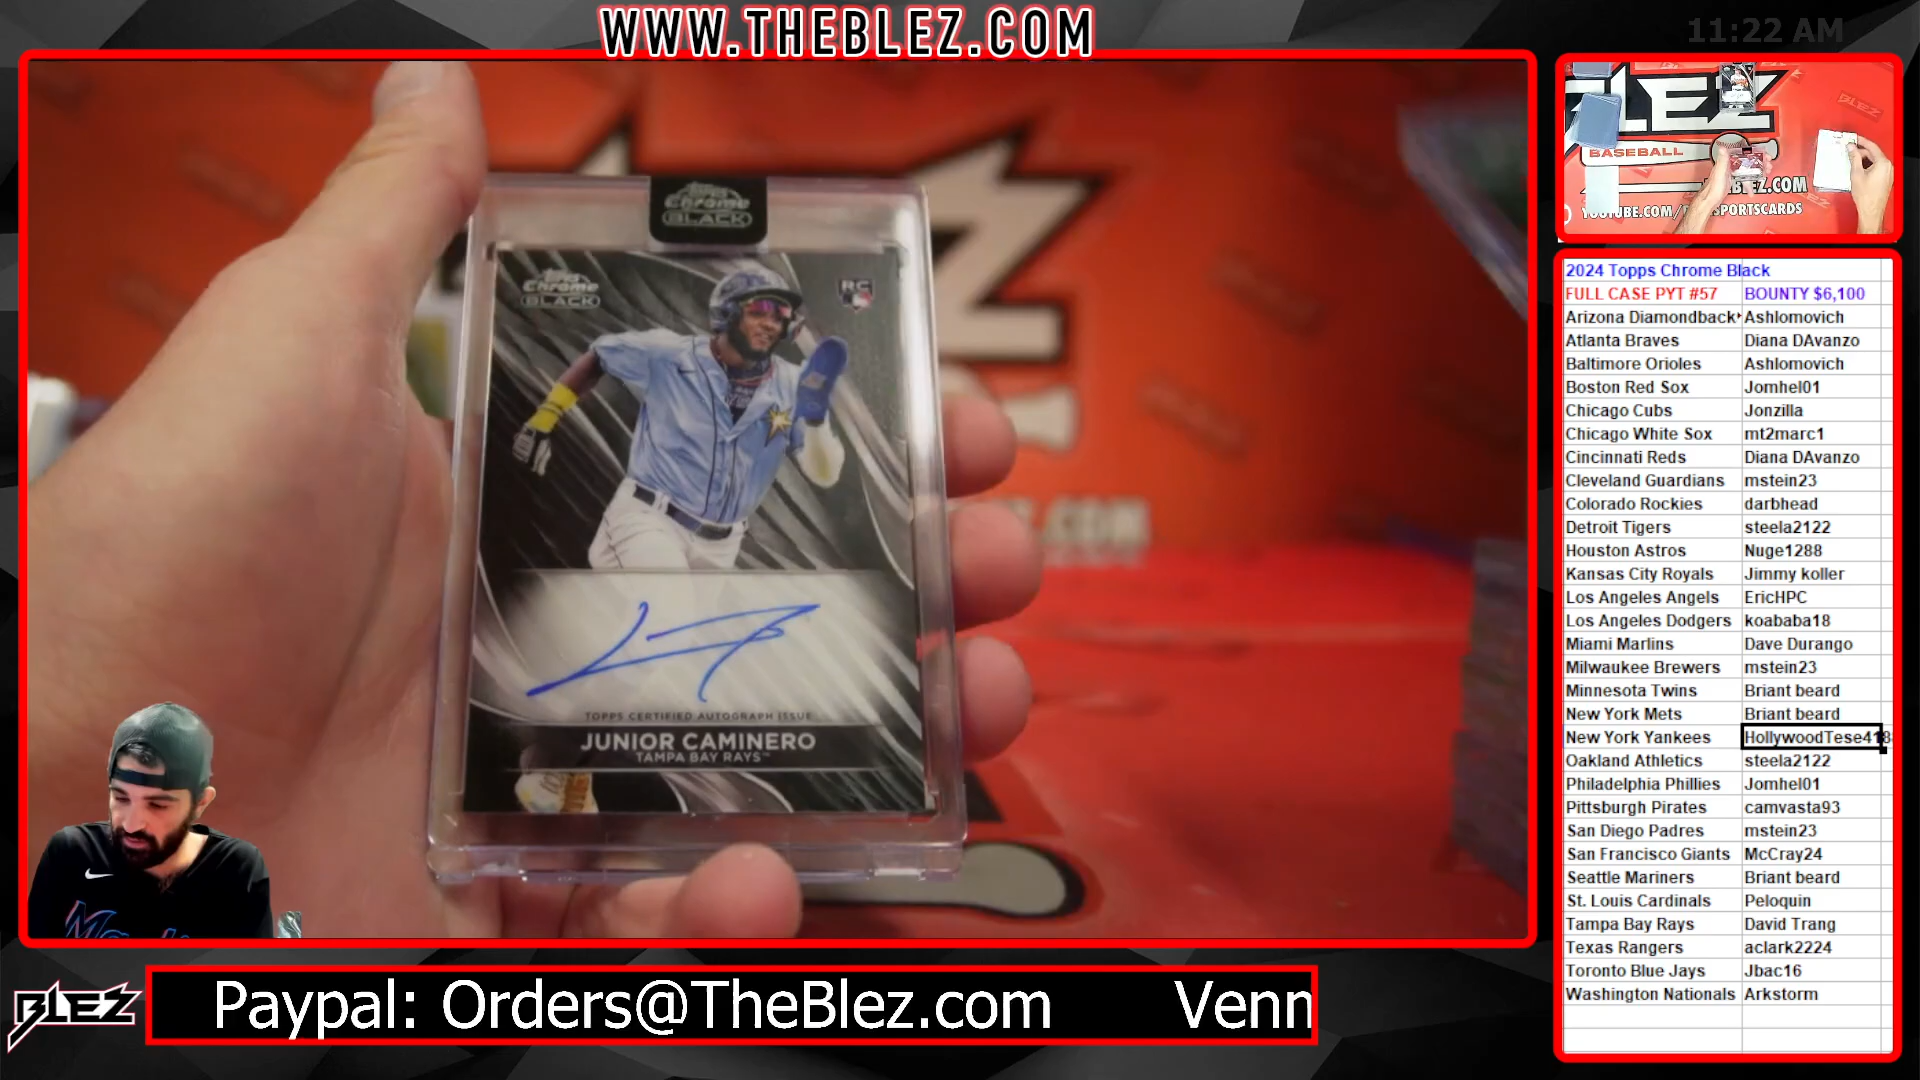 WWW.THEBLEZ.COM
11:22 AM
Topps
Chrome
BLACK
Topps
Chrome
BLACK
RC
TOPPS CERTIFIED AUTOGRAPH ISSUE
JUNIOR CAMINERO
TAMPA BAY RAYS™
BASEBALL
YOUTUBE.COM/
2024 Topps Chrome Black
FULL CASE PYT #57 BOUNTY $6,100
Arizona Diamondback Ashlomovich
Atlanta Braves Diana DAvanzo
Baltimore Orioles Ashlomovich
Boston Red Sox Jomhel01
Chicago Cubs Jonzilla
Chicago White Sox mt2marc1
Cincinnati Reds Diana DAvanzo
Cleveland Guardians mstein23
Colorado Rockies darbhead
Detroit Tigers steela2122
Houston Astros Nuge1288
Kansas City Royals Jimmy koller
Los Angeles Angels EricHPC
Los Angeles Dodgers koababa18
Miami Marlins Dave Durango
Milwaukee Brewers mstein23
Minnesota Twins Briant beard
New York Mets Briant beard
New York Yankees HollywoodTese418
Oakland Athletics steela2122
Philadelphia Phillies Jomhel01
Pittsburgh Pirates camvasta93
San Diego Padres mstein23
San Francisco Giants McCray24
Seattle Mariners Briant beard
St. Louis Cardinals Peloquin
Tampa Bay Rays David Trang
Texas Rangers aclark2224
Toronto Blue Jays Jbac16
Washington Nationals Arkstorm
BLEZ
Paypal: Orders@TheBlez.com Venn